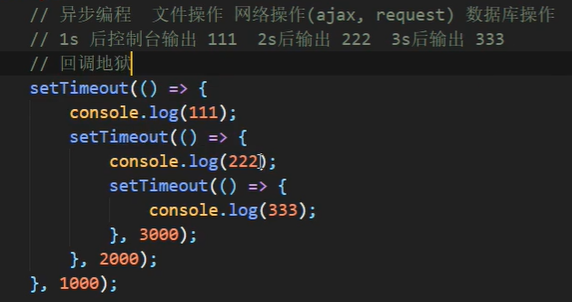 // 异步编程  文件操作 网络操作(ajax, request) 数据库操作
// 1s 后控制台输出 111  2s后输出 222  3s后输出 333
// 回调地狱
setTimeout(() => {
    console.log(111);
    setTimeout(() => {
        console.log(222);
        setTimeout(() => {
            console.log(333);
        }, 3000);
    }, 2000);
}, 1000);